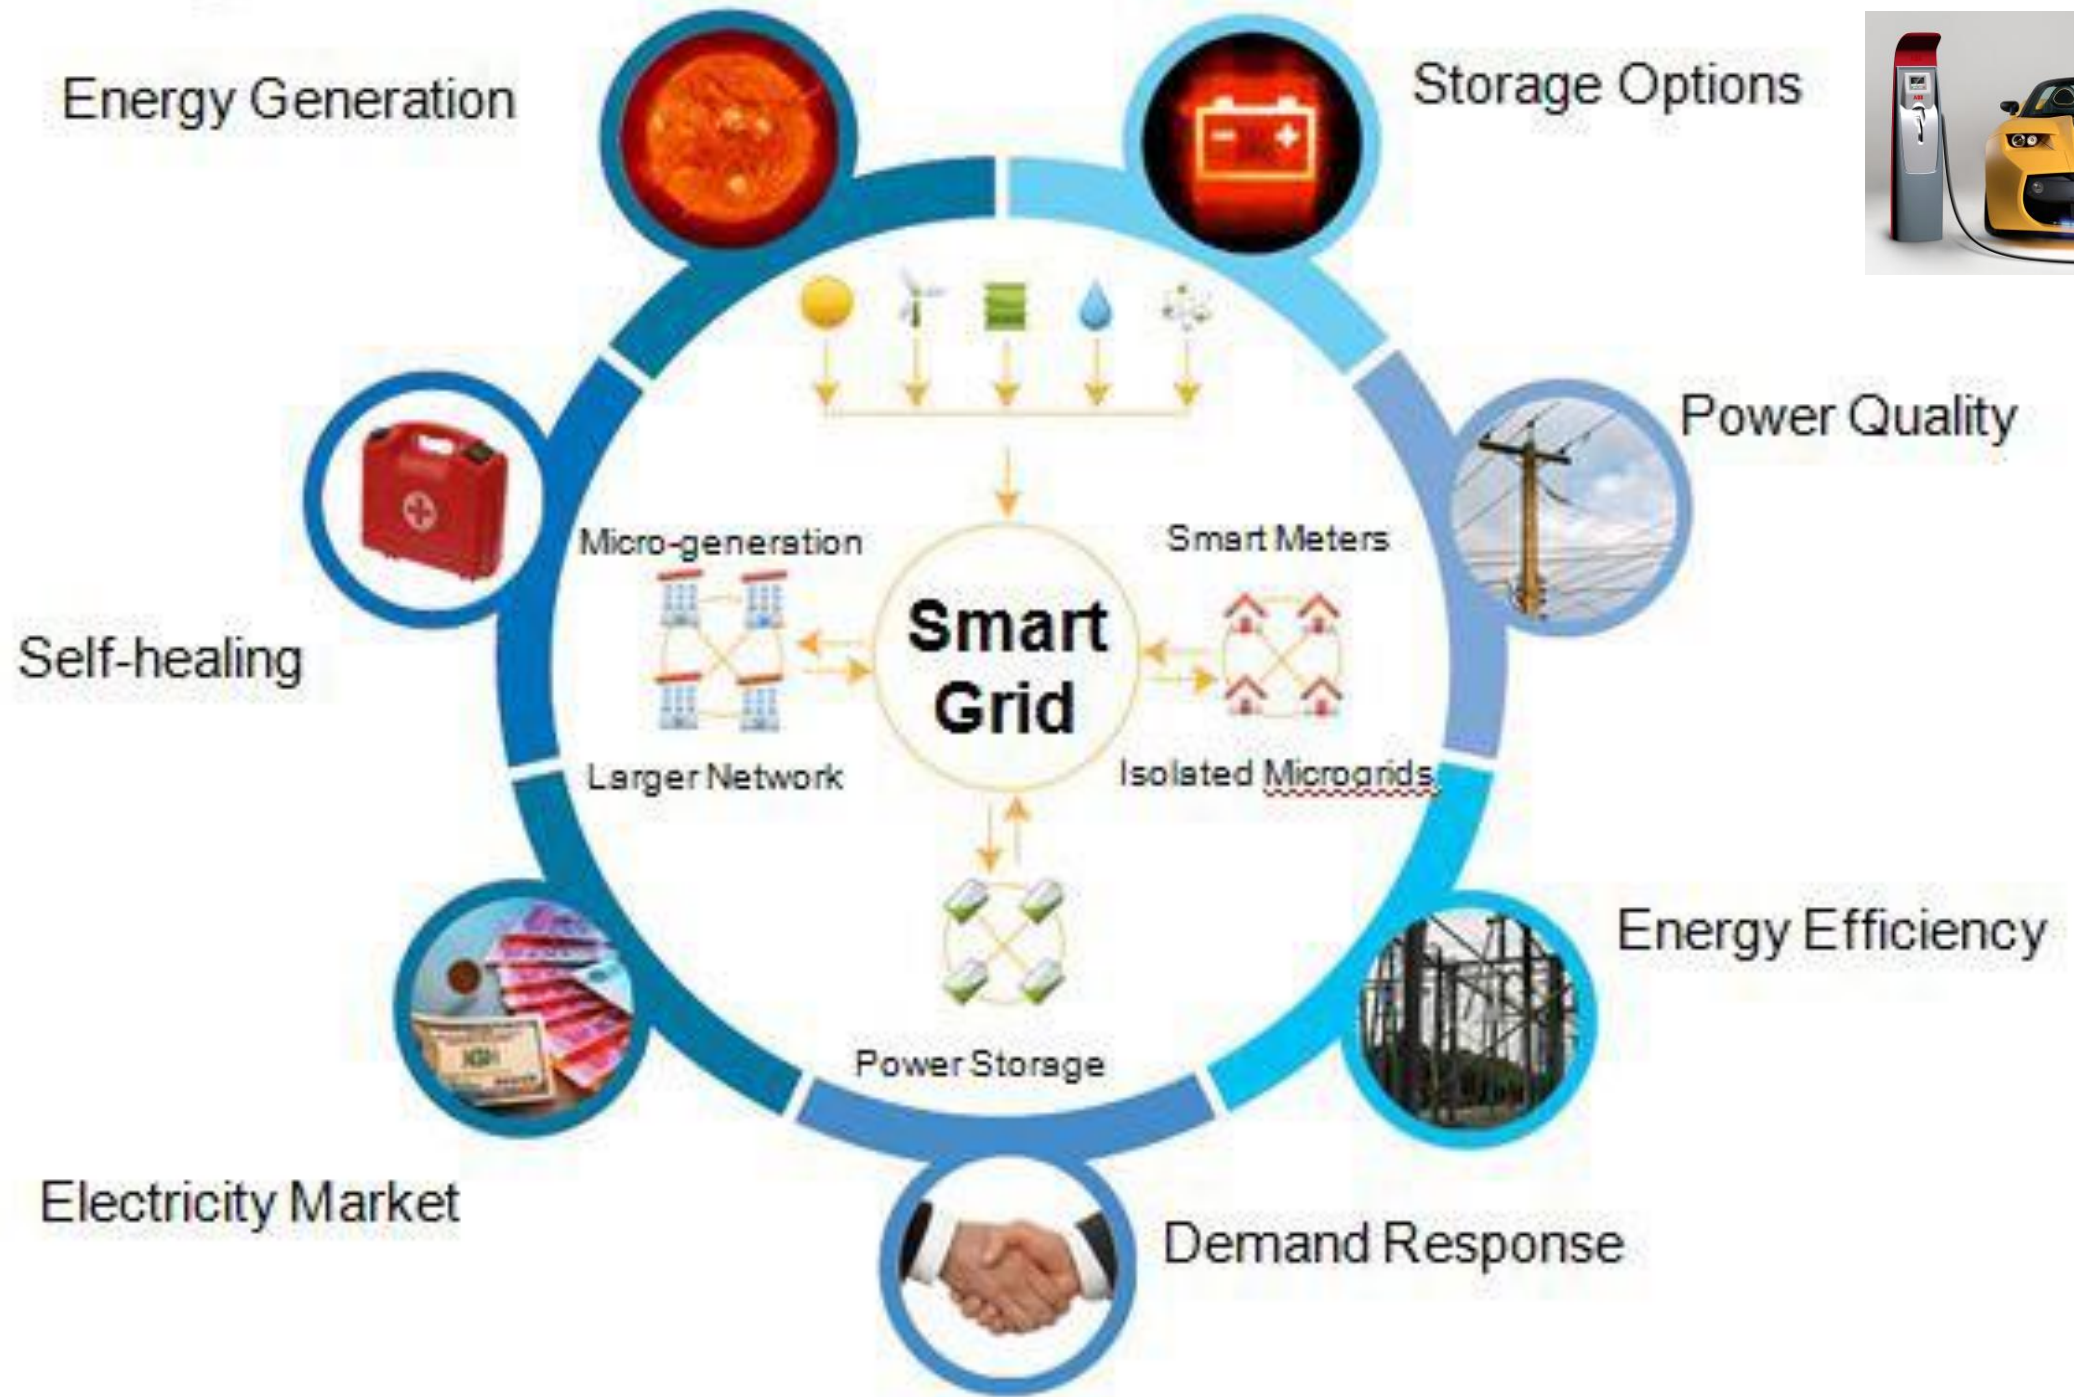 Energy Generation
Storage Options
Power Quality
Micro-generation
Smart Meters
Smart
Grid
Self-healing
Larger Network
Isolated Microgrids
Energy Efficiency
Power Storage
Electricity Market
Demand Response